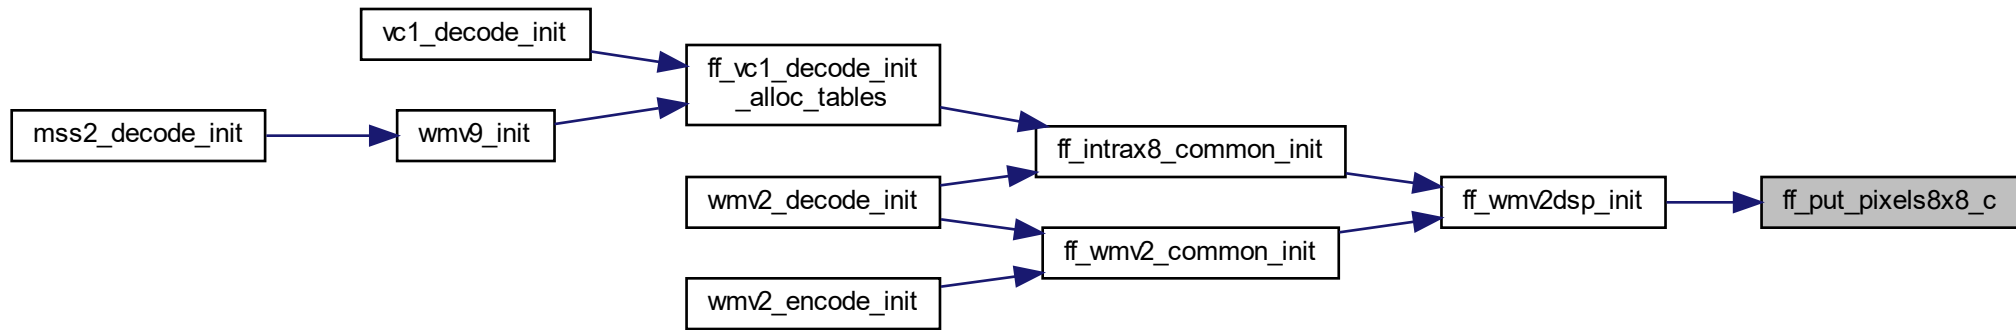 vc1_decode_init
ff_vc1_decode_init
_alloc_tables
mss2_decode_init
wmv9_init
ff_intrax8_common_init
wmv2_decode_init
ff_wmv2dsp_init
ff_put_pixels8x8_c
ff_wmv2_common_init
wmv2_encode_init